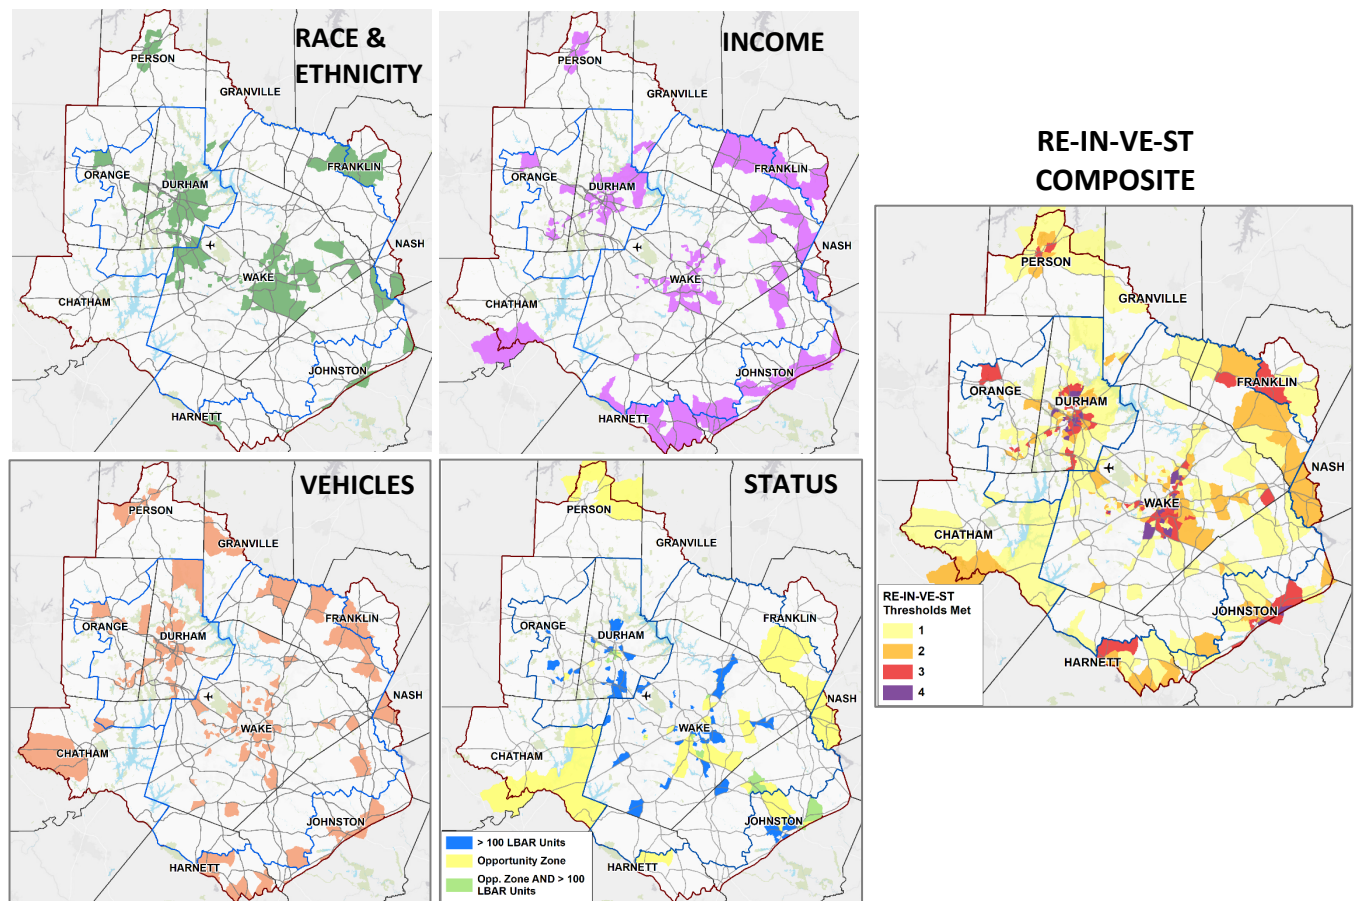 RACE &
ETHNICITY
PERSON
GRANVILLE
FRANKLIN
ORANGE
DURHAM
NASH
WAKE
CHATHAM
JOHNSTON
HARNETT
INCOME
PERSON
GRANVILLE
FRANKLIN
ORANGE
DURHAM
NASH
WAKE
CHATHAM
JOHNSTON
HARNETT
VEHICLES
PERSON
GRANVILLE
FRANKLIN
ORANGE
DURHAM
NASH
WAKE
CHATHAM
JOHNSTON
HARNETT
STATUS
PERSON
GRANVILLE
FRANKLIN
ORANGE
DURHAM
NASH
WAKE
CHATHAM
JOHNSTON
HARNETT
> 100 LBAR Units
Opportunity Zone
Opp. Zone AND > 100
LBAR Units
RE-IN-VE-ST
COMPOSITE
PERSON
GRANVILLE
FRANKLIN
ORANGE
DURHAM
NASH
WAKE
CHATHAM
JOHNSTON
HARNETT
RE-IN-VE-ST
Thresholds Met
1
2
3
4